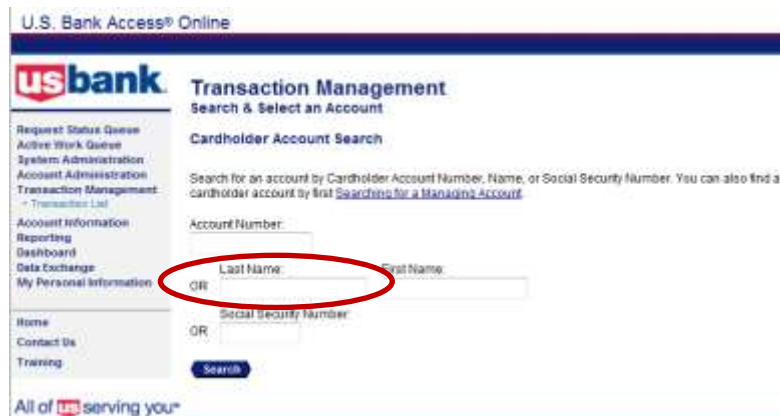 U.S. Bank Access® Online
usbank.
Transaction Management
Search & Select an Account
Request Status Queue
Active Work Queue
System Administration
Account Administration
Transaction Management
• Transaction List
Account Information
Reporting
Dashboard
Data Exchange
My Personal Information
Home
Contact Us
Training
Cardholder Account Search
Search for an account by Cardholder Account Number, Name, or Social Security Number. You can also find a
cardholder account by first Searching for a Managing Account.
Account Number:
Last Name: First Name:
OR
Social Security Number:
OR
Search
All of us serving you℠